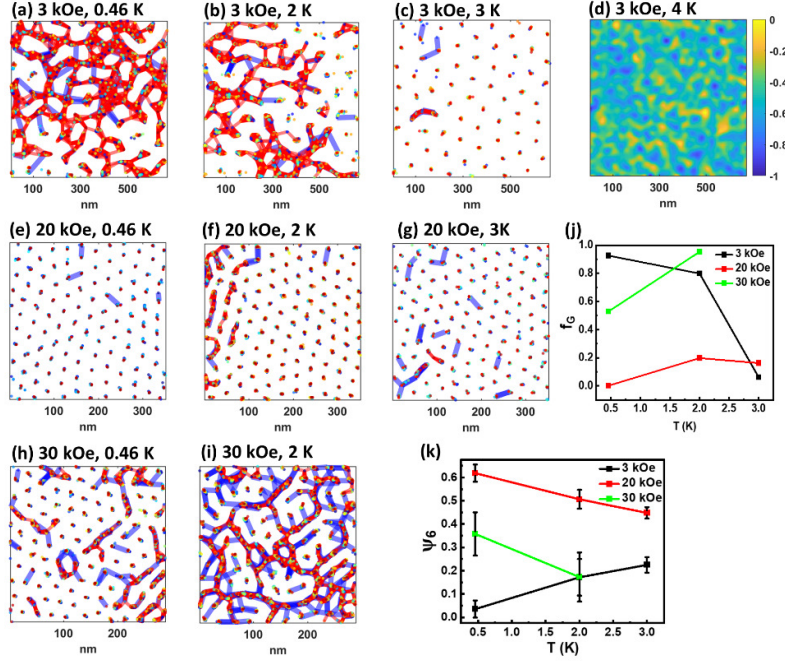 (a) 3 kOe, 0.46 K
(b) 3 kOe, 2 K
(c) 3 kOe, 3 K
(d) 3 kOe, 4 K
0
-0.2
-0.4
-0.6
-0.8
-1
100 300 500
nm
100 300 500
nm
100 300 500
nm
100 300 500
nm
(e) 20 kOe, 0.46 K
(f) 20 kOe, 2 K
(g) 20 kOe, 3K
(j)
100 200 300
nm
100 200 300
nm
100 200 300
nm
1.0
0.8
0.6
0.4
0.2
0.0
fG
3 kOe
20 kOe
30 kOe
0.5 1.0 1.5 2.0 2.5 3.0
T (K)
(h) 30 kOe, 0.46 K
(i) 30 kOe, 2 K
(k)
100 200
nm
100 200
nm
0.6
0.5
0.4
0.3
0.2
0.1
0.0
Ψ6
3 kOe
20 kOe
30 kOe
0.5 1.0 1.5 2.0 2.5 3.0
T (K)